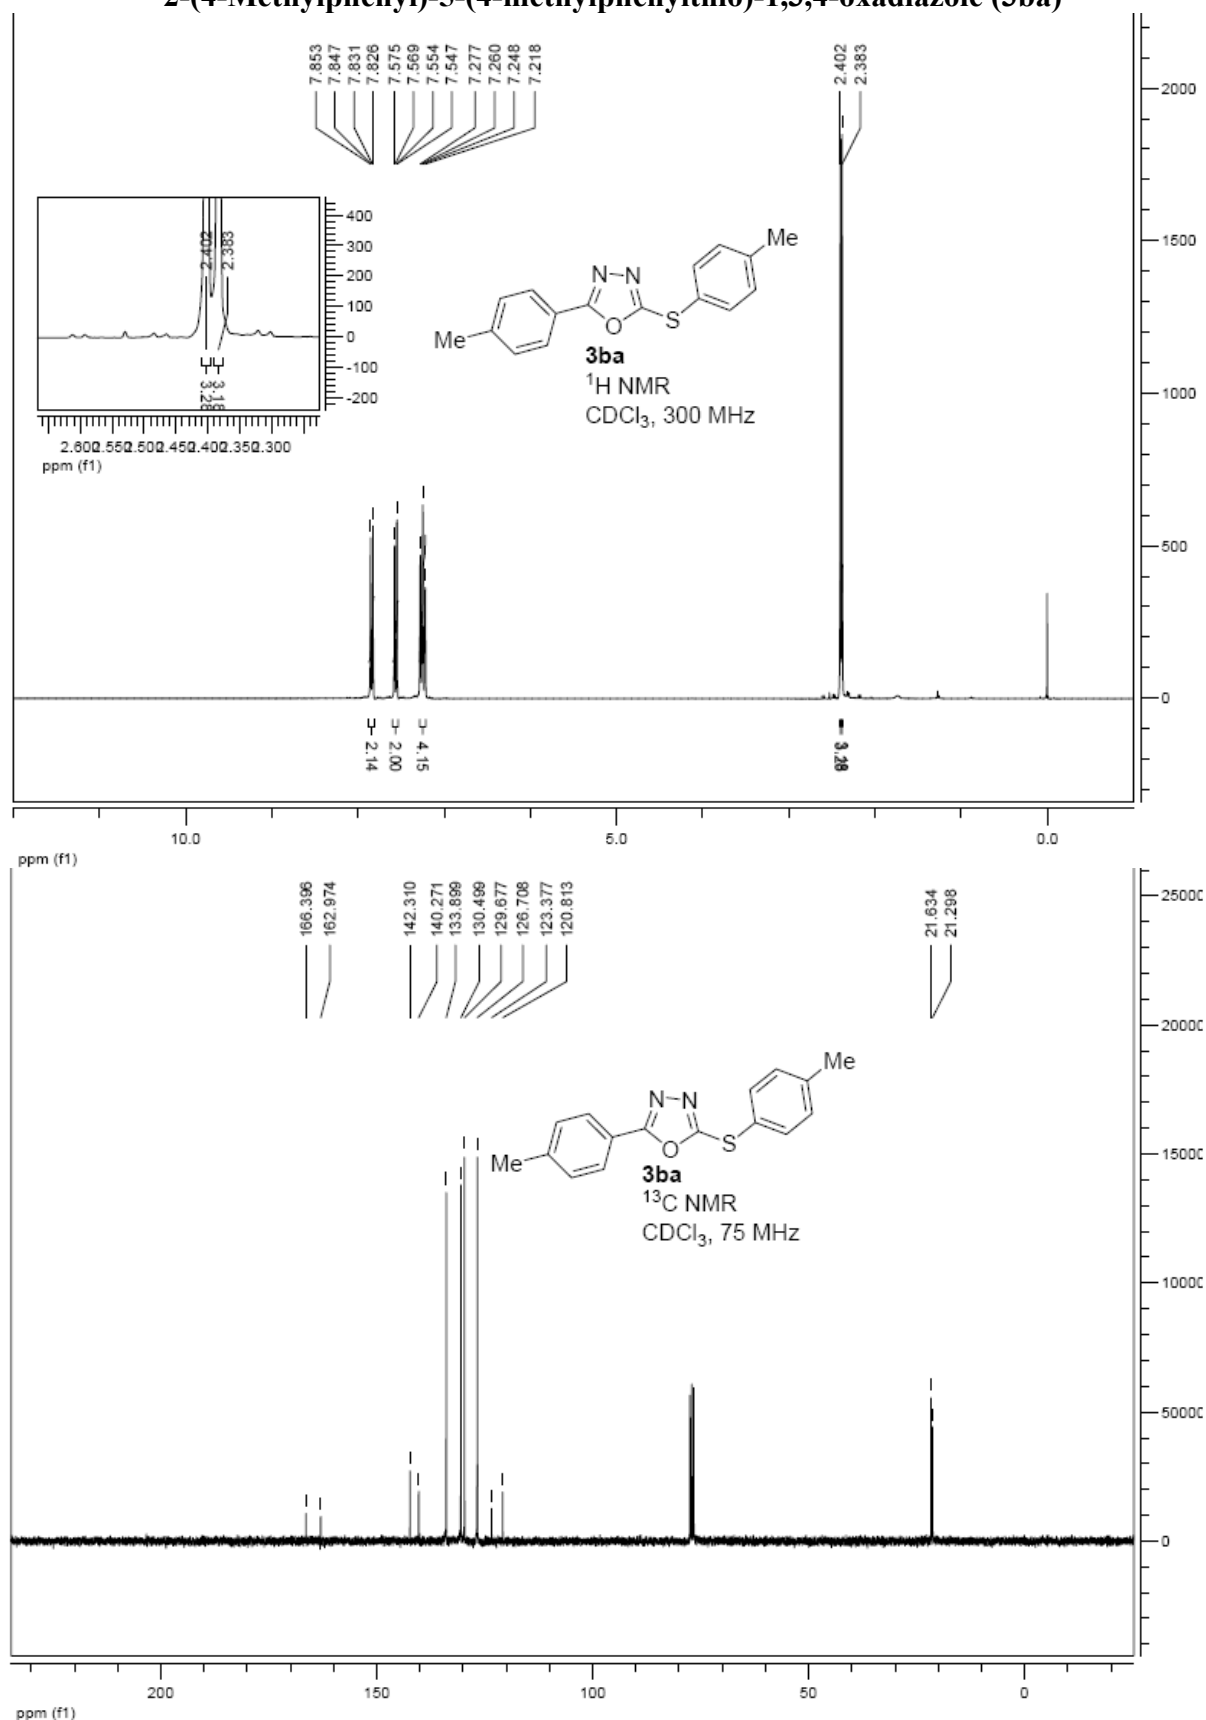 2-(4-Methylphenyl)-5-(4-methylphenylthio)-1,3,4-oxadiazole (3ba)
7.853
7.847
7.831
7.826
7.575
7.569
7.554
7.547
7.277
7.260
7.248
7.218
2.402
2.383
2000
1500
1000
500
0
400
300
200
100
0
-100
-200
2.402
2.383
3.28
3.18
2.600 2.550 2.500 2.450 2.400 2.350 2.300
ppm (f1)
Me
N N
O
S
Me
3ba
¹H NMR
CDCl₃, 300 MHz
2.14
2.00
4.15
10.0
5.0
0.0
ppm (f1)
166.396
162.974
142.310
140.271
133.899
130.499
129.677
126.708
123.377
120.813
21.634
21.298
25000
20000
15000
10000
50000
0
Me
N N
O
S
Me
3ba
¹³C NMR
CDCl₃, 75 MHz
200
150
100
50
0
ppm (f1)